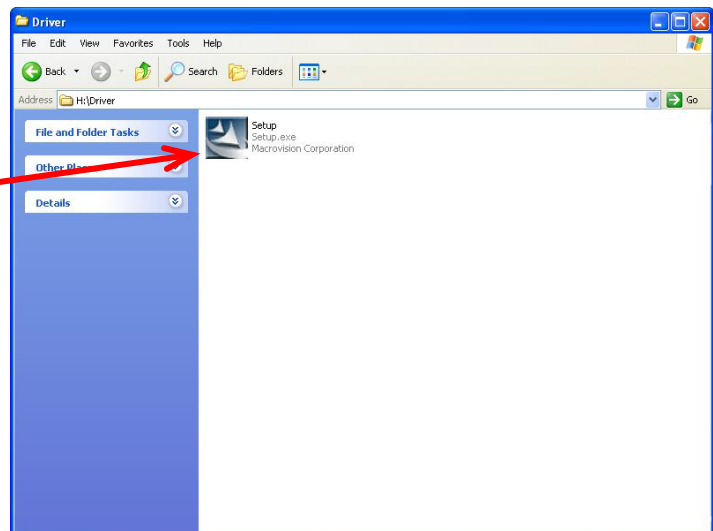 Driver
File Edit View Favorites Tools Help
Back Search Folders
Address H:\Driver Go
File and Folder Tasks
Setup
Setup.exe
Macrovision Corporation
Other
Details